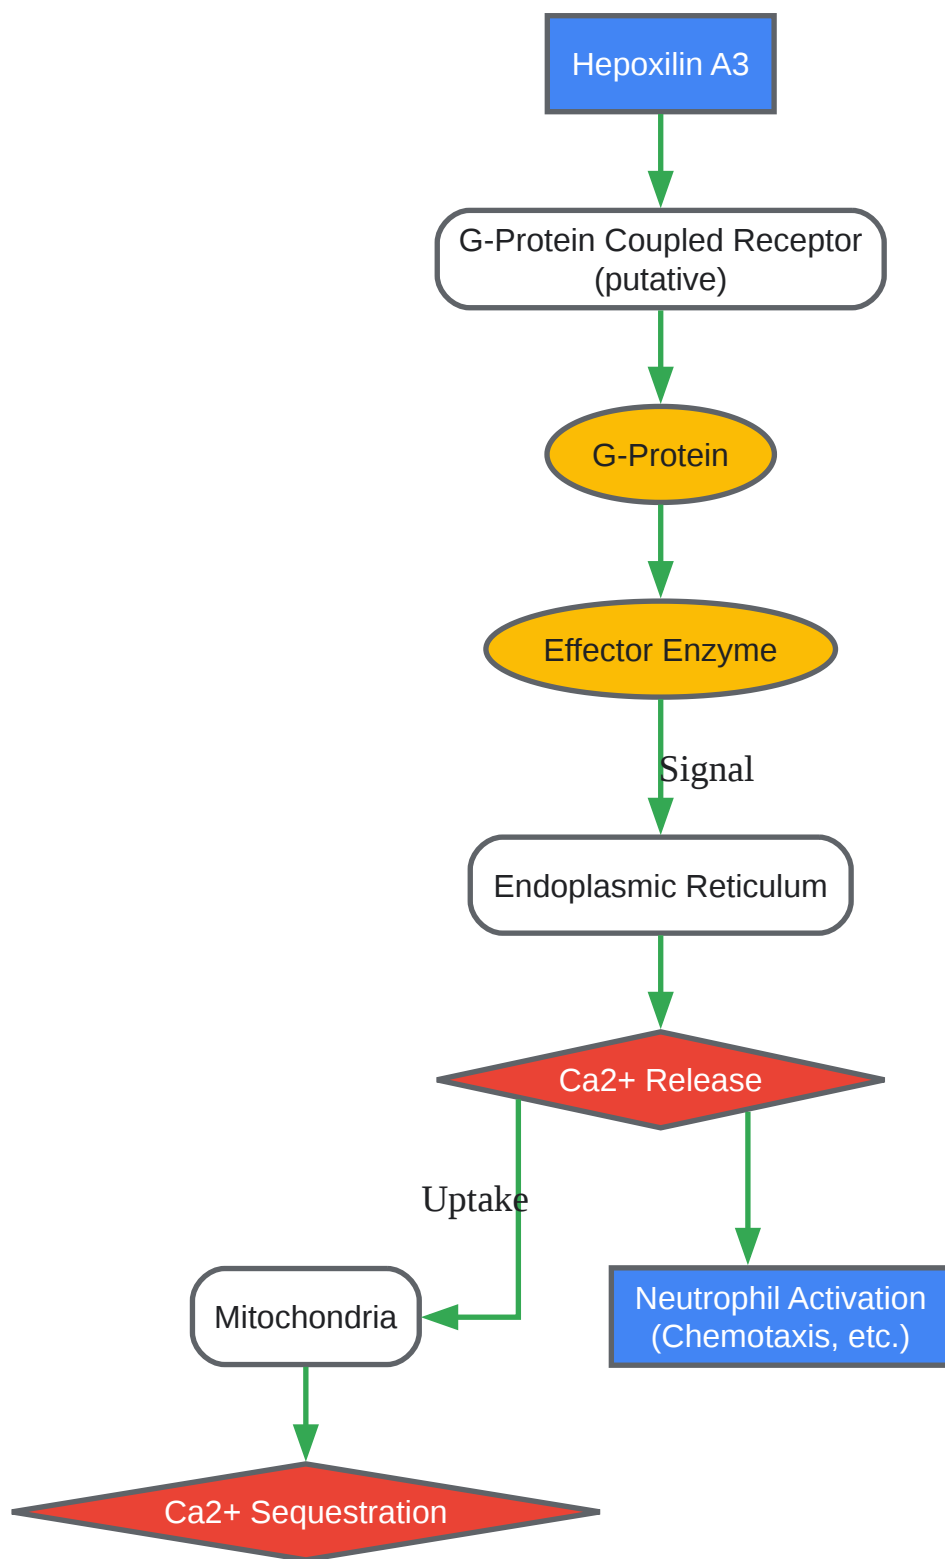 Hepoxilin A3
G-Protein Coupled Receptor
(putative)
G-Protein
Effector Enzyme
Signal
Endoplasmic Reticulum
Ca2+ Release
Uptake
Mitochondria
Neutrophil Activation
(Chemotaxis, etc.)
Ca2+ Sequestration